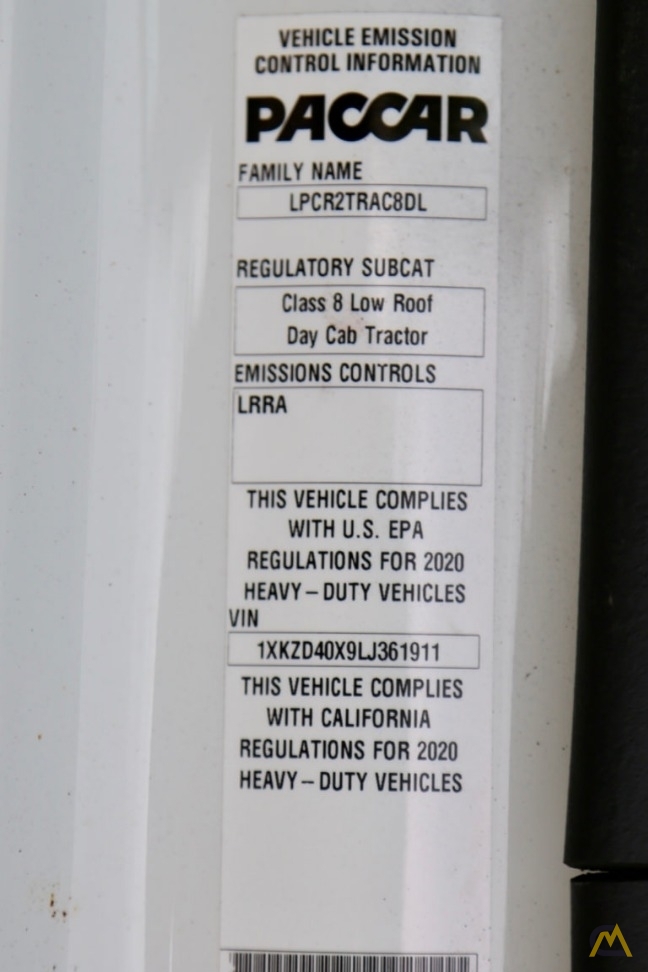 VEHICLE EMISSION
CONTROL INFORMATION
PACCAR
FAMILY NAME
LPCR2TRAC8DL
REGULATORY SUBCAT
Class 8 Low Roof
Day Cab Tractor
EMISSIONS CONTROLS
LRRA
THIS VEHICLE COMPLIES
WITH U.S. EPA
REGULATIONS FOR 2020
HEAVY–DUTY VEHICLES
VIN
1XKZD40X9LJ361911
THIS VEHICLE COMPLIES
WITH CALIFORNIA
REGULATIONS FOR 2020
HEAVY–DUTY VEHICLES